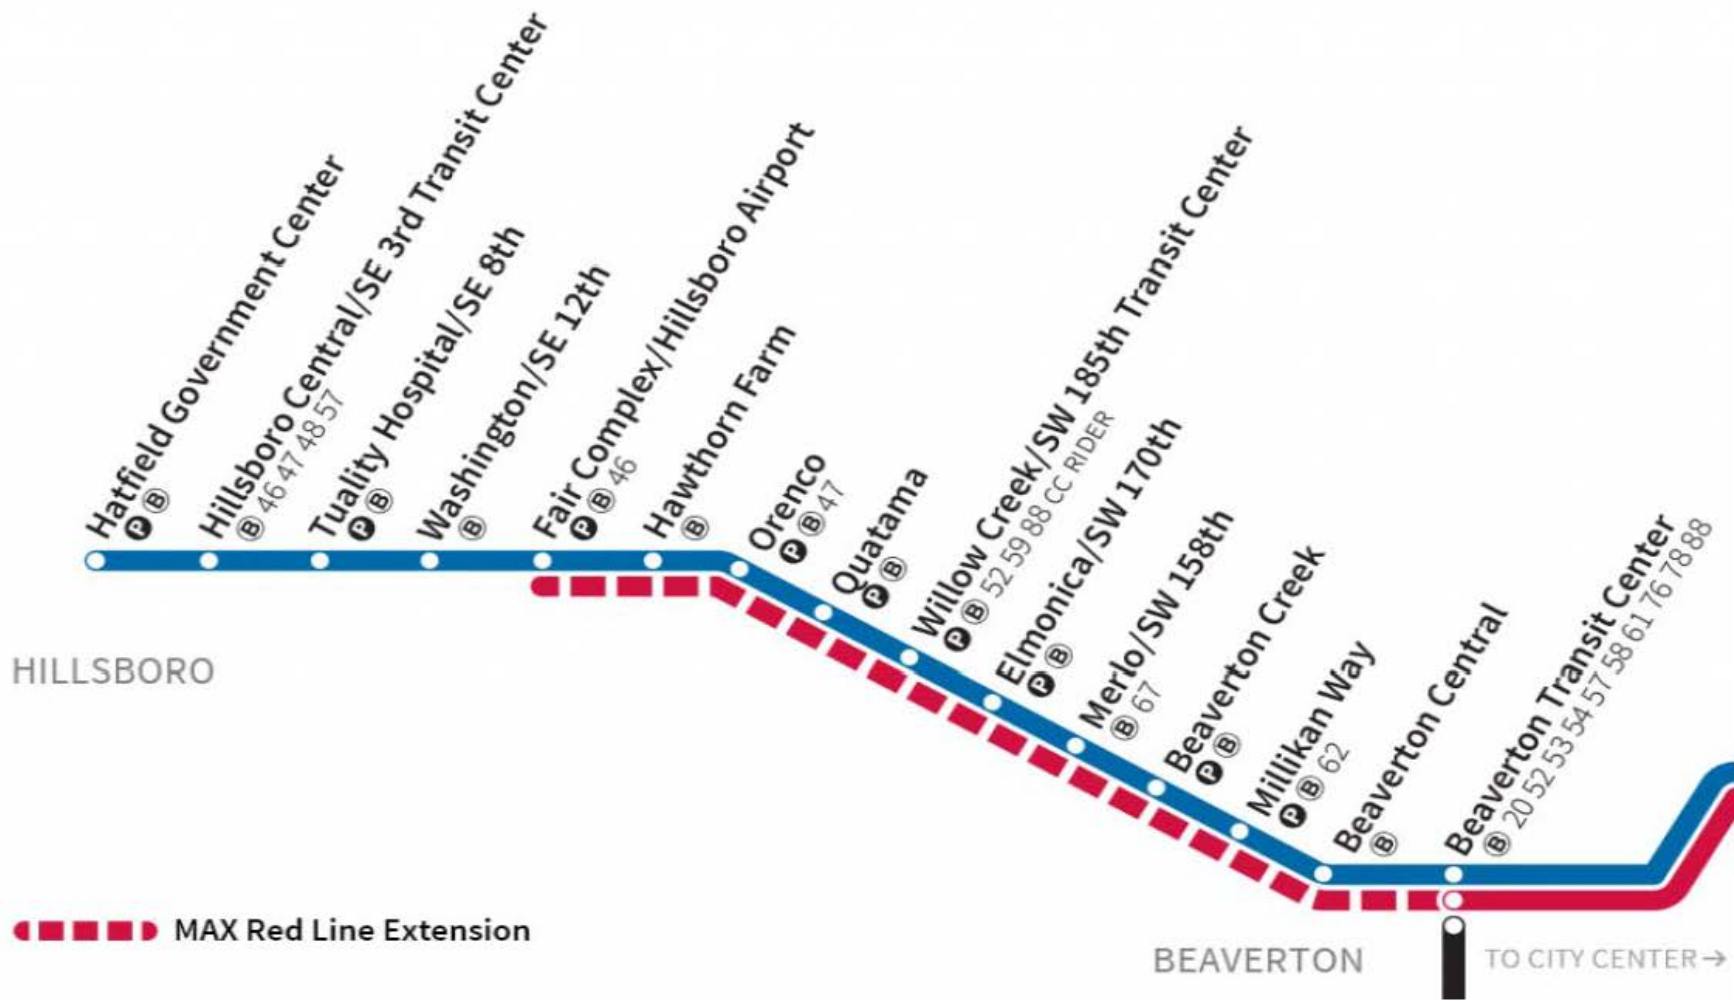 Hatfield Government Center
P B
Hillsboro Central/SE 3rd Transit Center
B 46 47 48 57
Tuality Hospital/SE 8th
P B
Washington/SE 12th
B
Fair Complex/Hillsboro Airport
P B 46
Hawthorn Farm
B
Orenco
P B 47
Quatama
P B
Willow Creek/SW 185th Transit Center
P B 52 59 88 CC RIDER
Elmonica/SW 170th
P B
Merlo/SW 158th
B 67
Beaverton Creek
P B
Millikan Way
P B 62
Beaverton Central
B
Beaverton Transit Center
B 20 52 53 54 57 58 61 76 78 88
HILLSBORO
MAX Red Line Extension
BEAVERTON
TO CITY CENTER→